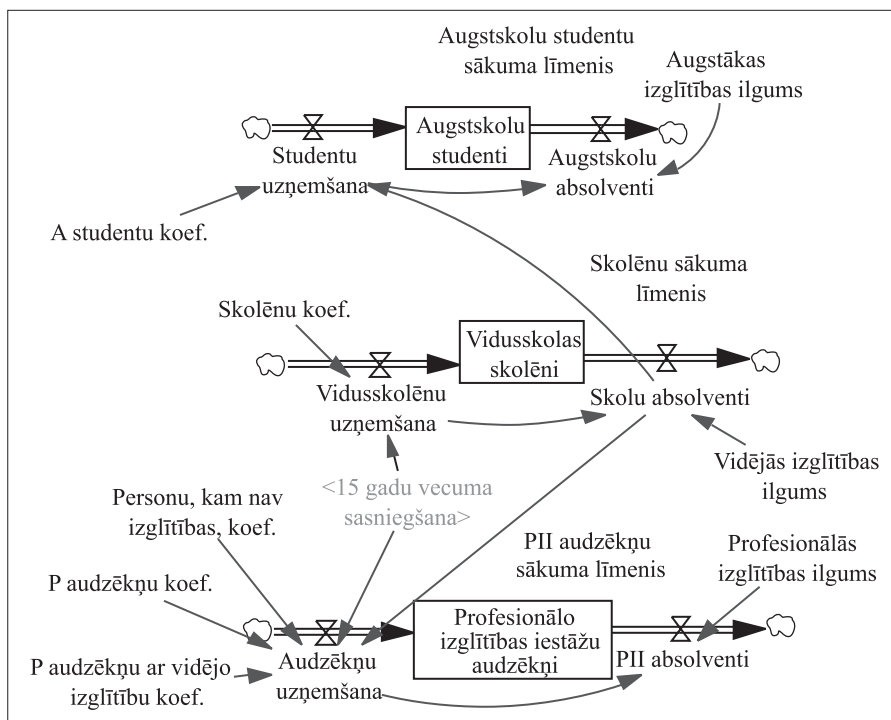 Augstskolu studentu
sākuma līmenis
Augstākas
izglītības ilgums
Augstskolu
studenti
Studentu
uzņemšana
Augstskolu
absolventi
A studentu koef.
Skolēnu sākuma
līmenis
Skolēnu koef.
Vidusskolas
skolēni
Vidusskolēnu
uzņemšana
Skolu absolventi
Vidējās izglītības
ilgums
<15 gadu vecuma
sasniegšana>
Personu, kam nav
izglītības, koef.
PII audzēkņu
sākuma līmenis
Profesionālās
izglītības ilgums
P audzēkņu koef.
Profesionālo
izglītības iestāžu
audzēkņi
Audzēkņu
uzņemšana
PII absolventi
P audzēkņu ar vidējo
izglītību koef.